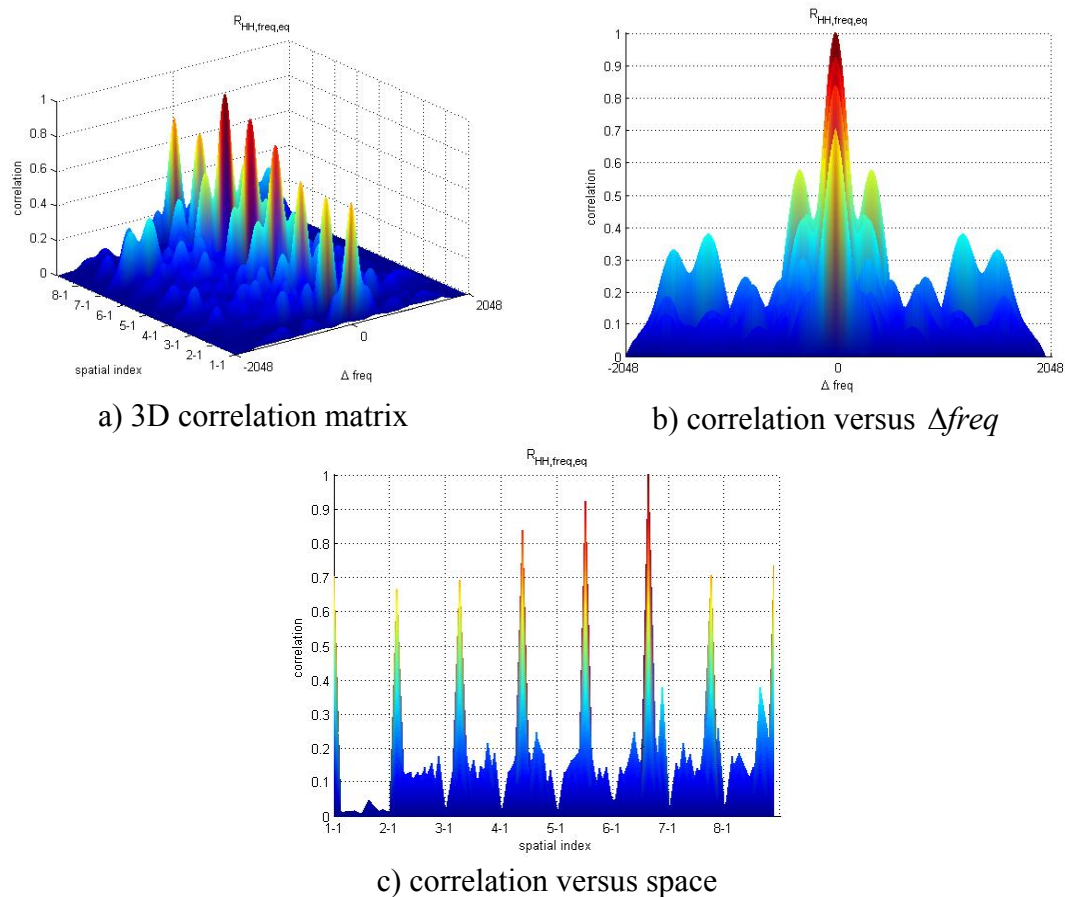 R_HH,freq,eq
1
0.8
0.6
0.4
0.2
0
correlation
8-1
7-1
6-1
5-1
4-1
3-1
2-1
1-1
spatial index
-2048
0
2048
Δ freq
a) 3D correlation matrix
R_HH,freq,eq
1
0.9
0.8
0.7
0.6
0.5
0.4
0.3
0.2
0.1
0
correlation
-2048 0 2048
Δ freq
b) correlation versus Δfreq
R_HH,freq,eq
1
0.9
0.8
0.7
0.6
0.5
0.4
0.3
0.2
0.1
0
correlation
1-1 2-1 3-1 4-1 5-1 6-1 7-1 8-1
spatial index
c) correlation versus space